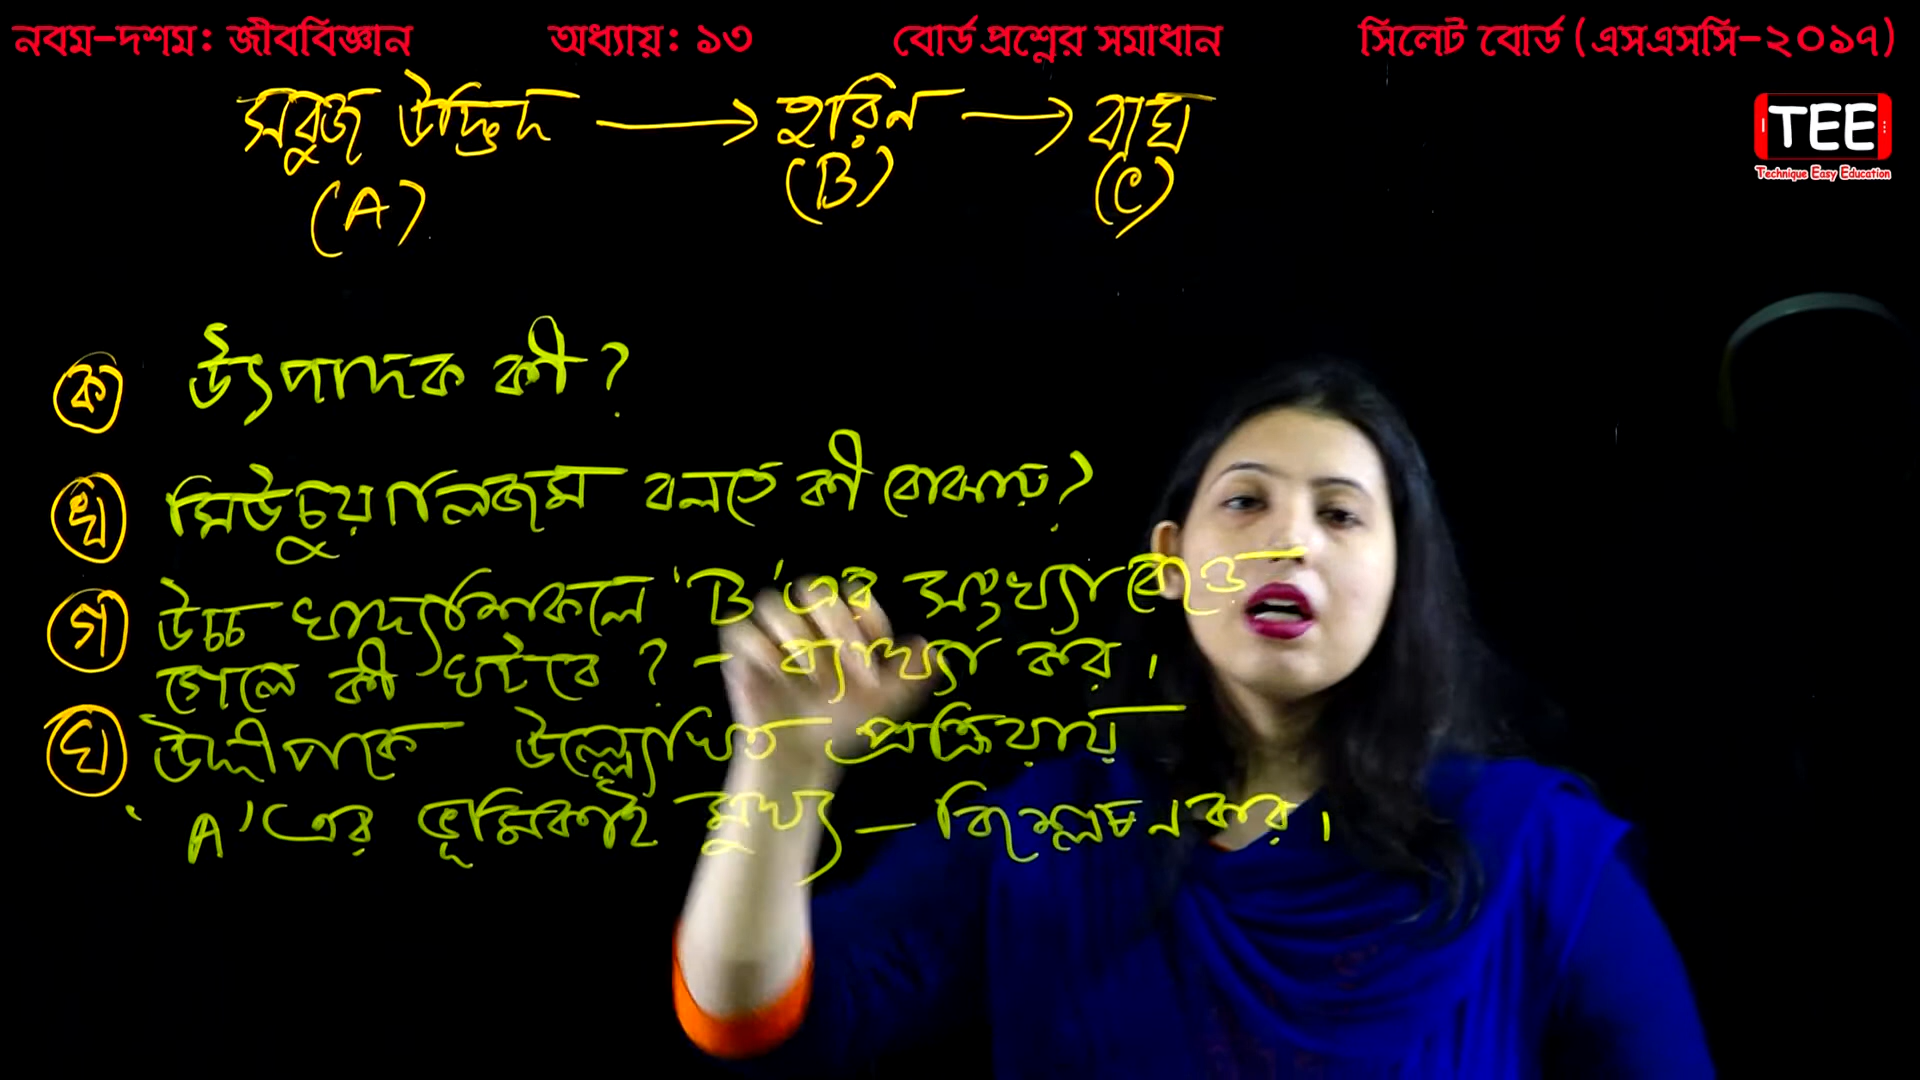 নবম-দশম: জীববিজ্ঞান অধ্যায়: ১৩ বোর্ড প্রশ্নের সমাধান সিলেট বোর্ড (এসএসসি-২০১৭)
সবুজ উদ্ভিদ → হরিন → বাঘ
(A) (B) (C)
TEE
Technique Easy Education
ক উৎপাদক কী?
খ মিউচুয়ালিজম বলতে কী বোঝায়?
গ উচ্চ খাদ্যশিকলে 'B' এর সংখ্যা বেড়ে
গেলে কী ঘটবে? - ব্যাখ্যা কর।
ঘ উদ্দীপকে উল্ল্যেখিত প্রক্রিয়ায়
'A' এর ভূমিকাই মুখ্য – বিশ্লেষন কর।